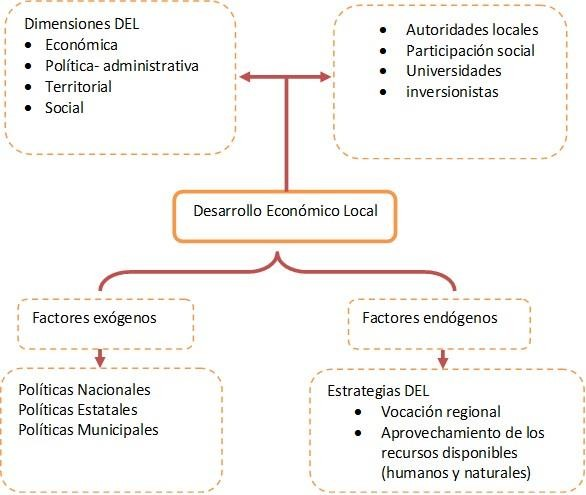 Dimensiones DEL
• Económica
• Política- administrativa
• Territorial
• Social
• Autoridades locales
• Participación social
• Universidades
• inversionistas
Desarrollo Económico Local
Factores exógenos
Factores endógenos
Políticas Nacionales
Políticas Estatales
Políticas Municipales
Estrategias DEL
• Vocación regional
• Aprovechamiento de los
recursos disponibles
(humanos y naturales)